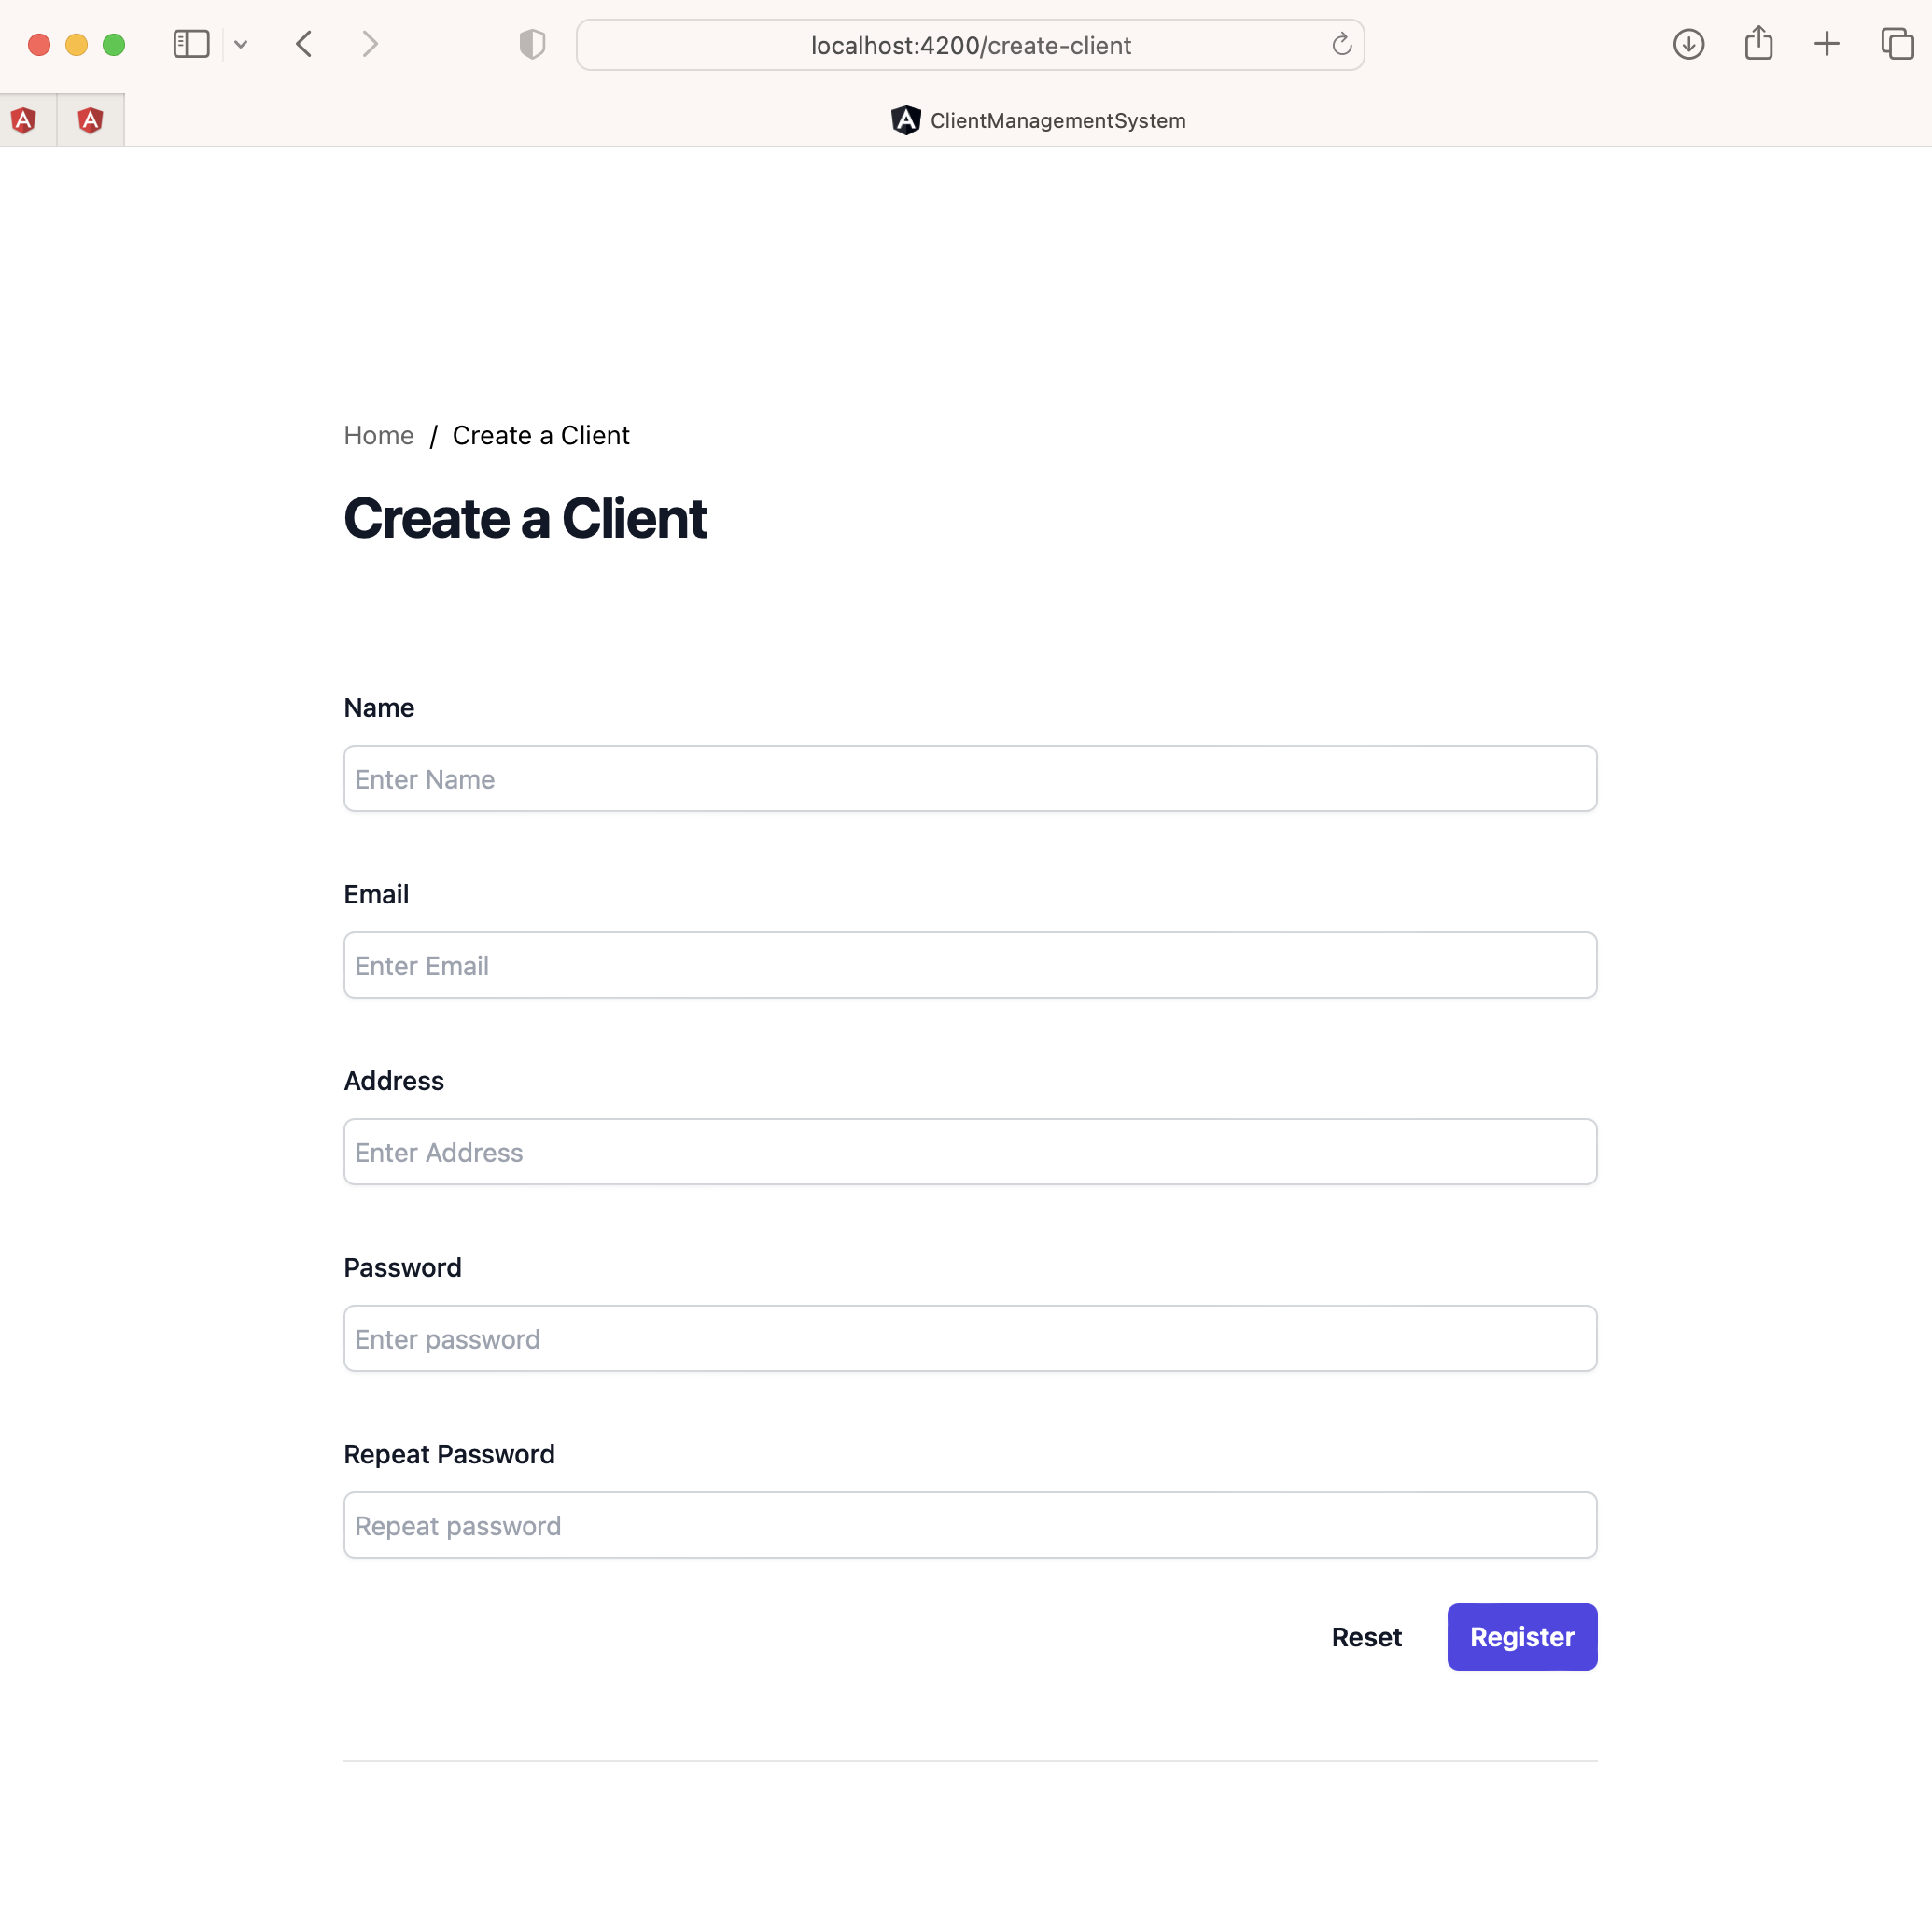 localhost:4200/create-client
ClientManagementSystem
Home / Create a Client
Create a Client
Name
Enter Name
Email
Enter Email
Address
Enter Address
Password
Enter password
Repeat Password
Repeat password
Reset Register